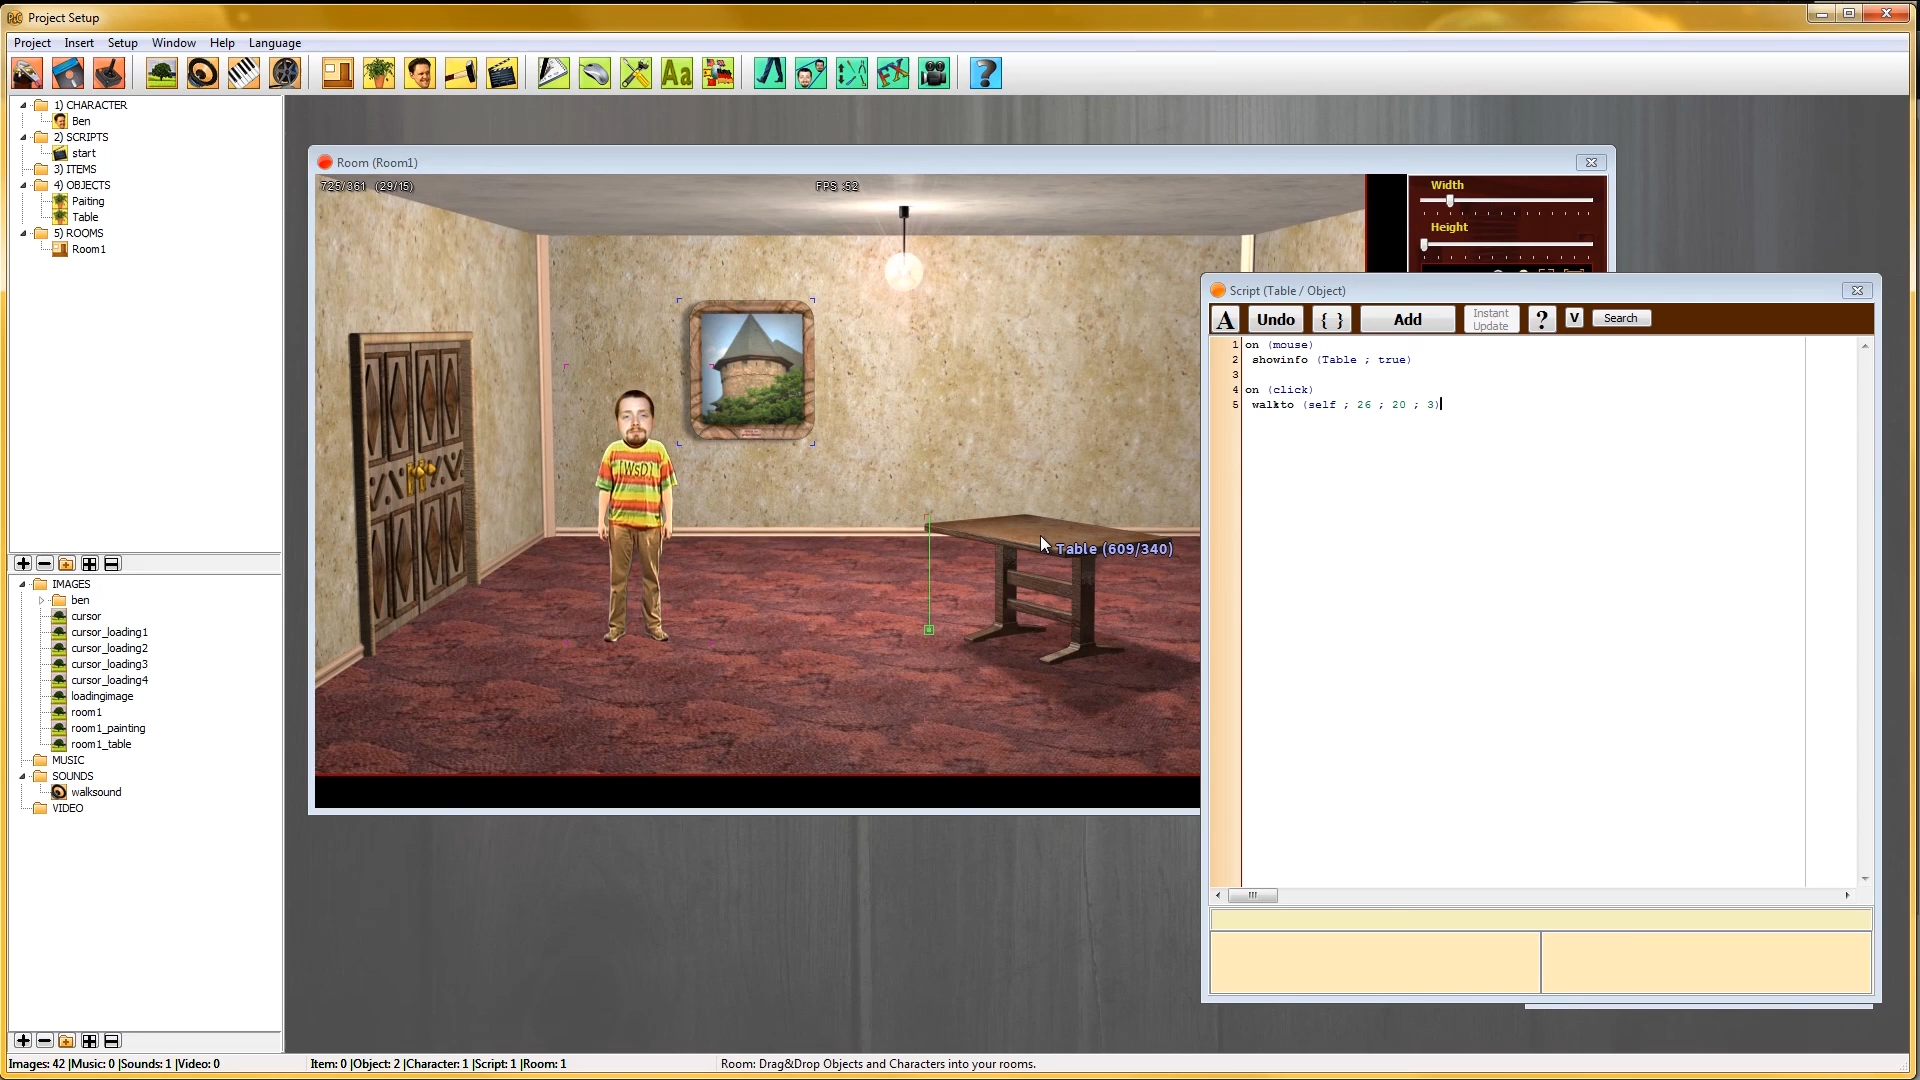 Project Setup
Project Insert Setup Window Help Language
Aa
?
1) CHARACTER
Ben
2) SCRIPTS
start
3) ITEMS
4) OBJECTS
Paiting
Table
5) ROOMS
Room1
IMAGES
ben
cursor
cursor_loading1
cursor_loading2
cursor_loading3
cursor_loading4
loadingimage
room1
room1_painting
room1_table
MUSIC
SOUNDS
walksound
VIDEO
Room (Room1)
725/361 (29/15)
FPS :52
Width
Height
[WsD]
Table (609/340)
Script (Table / Object)
A Undo { } Add Instant Update ? V Search
1 on (mouse)
2 showinfo (Table ; true)
3
4 on (click)
5 walkto (self ; 26 ; 20 ; 3)
Images: 42 |Music: 0 |Sounds: 1 |Video: 0
Item: 0 |Object: 2 |Character: 1 |Script: 1 |Room: 1
Room: Drag&Drop Objects and Characters into your rooms.